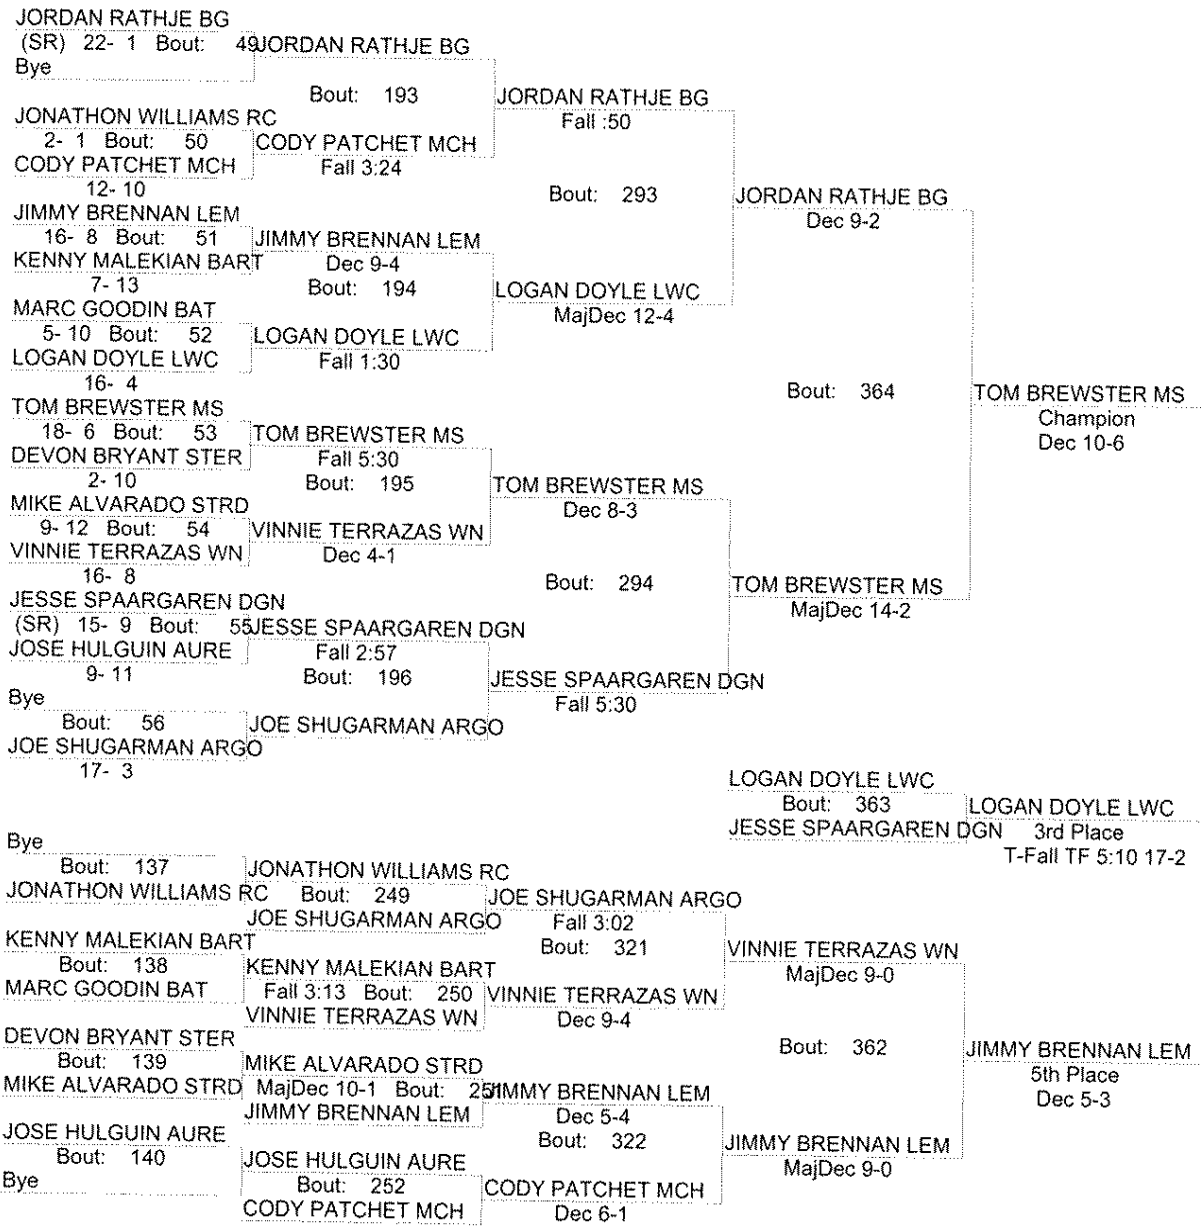 JORDAN RATHJE BG
(SR) 22- 1 Bout: 49 JORDAN RATHJE BG
Bye
Bout: 193 JORDAN RATHJE BG
JONATHON WILLIAMS RC Fall :50
2- 1 Bout: 50 CODY PATCHET MCH
CODY PATCHET MCH Fall 3:24
12- 10 Bout: 293 JORDAN RATHJE BG
JIMMY BRENNAN LEM Dec 9-2
16- 8 Bout: 51 JIMMY BRENNAN LEM
KENNY MALEKIAN BART Dec 9-4
7- 13 Bout: 194 LOGAN DOYLE LWC
MARC GOODIN BAT MajDec 12-4
5- 10 Bout: 52 LOGAN DOYLE LWC
LOGAN DOYLE LWC Fall 1:30
16- 4 Bout: 364 TOM BREWSTER MS
TOM BREWSTER MS Champion
18- 6 Bout: 53 TOM BREWSTER MS Dec 10-6
DEVON BRYANT STER Fall 5:30
2- 10 Bout: 195 TOM BREWSTER MS
MIKE ALVARADO STRD Dec 8-3
9- 12 Bout: 54 VINNIE TERRAZAS WN
VINNIE TERRAZAS WN Dec 4-1
16- 8 Bout: 294 TOM BREWSTER MS
JESSE SPAARGAREN DGN MajDec 14-2
(SR) 15- 9 Bout: 55 JESSE SPAARGAREN DGN
JOSE HULGUIN AURE Fall 2:57
9- 11 Bout: 196 JESSE SPAARGAREN DGN
Bye Fall 5:30
Bout: 56 JOE SHUGARMAN ARGO
JOE SHUGARMAN ARGO
17- 3
LOGAN DOYLE LWC
Bout: 363 LOGAN DOYLE LWC
JESSE SPAARGAREN DGN 3rd Place
T-Fall TF 5:10 17-2
Bye
Bout: 137 JONATHON WILLIAMS RC
JONATHON WILLIAMS RC Bout: 249 JOE SHUGARMAN ARGO
JOE SHUGARMAN ARGO Fall 3:02
KENNY MALEKIAN BART Bout: 321 VINNIE TERRAZAS WN
Bout: 138 KENNY MALEKIAN BART MajDec 9-0
MARC GOODIN BAT Fall 3:13 Bout: 250 VINNIE TERRAZAS WN
VINNIE TERRAZAS WN Dec 9-4
DEVON BRYANT STER Bout: 362 JIMMY BRENNAN LEM
Bout: 139 MIKE ALVARADO STRD 5th Place
MIKE ALVARADO STRD MajDec 10-1 Bout: 251 JIMMY BRENNAN LEM Dec 5-3
JIMMY BRENNAN LEM Dec 5-4
JOSE HULGUIN AURE Bout: 322 JIMMY BRENNAN LEM
Bout: 140 JOSE HULGUIN AURE MajDec 9-0
Bye Bout: 252 CODY PATCHET MCH
CODY PATCHET MCH Dec 6-1